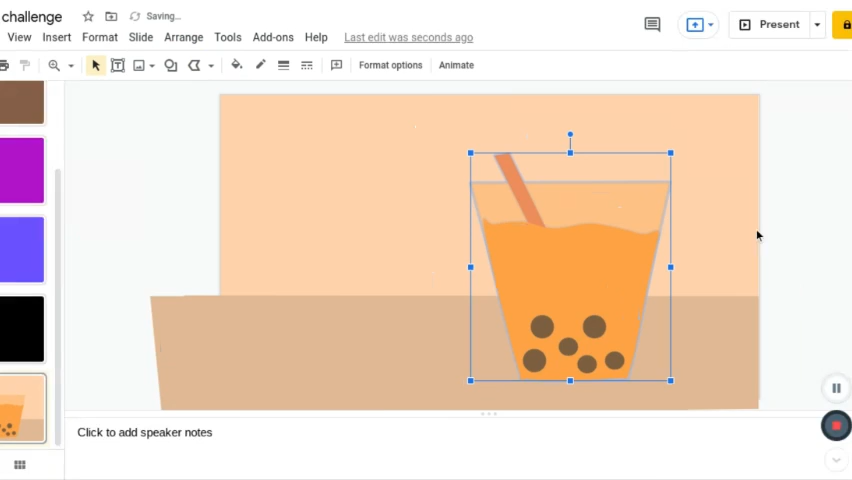 challenge
Saving...
View Insert Format Slide Arrange Tools Add-ons Help Last edit was seconds ago
Present
Format options Animate
Click to add speaker notes